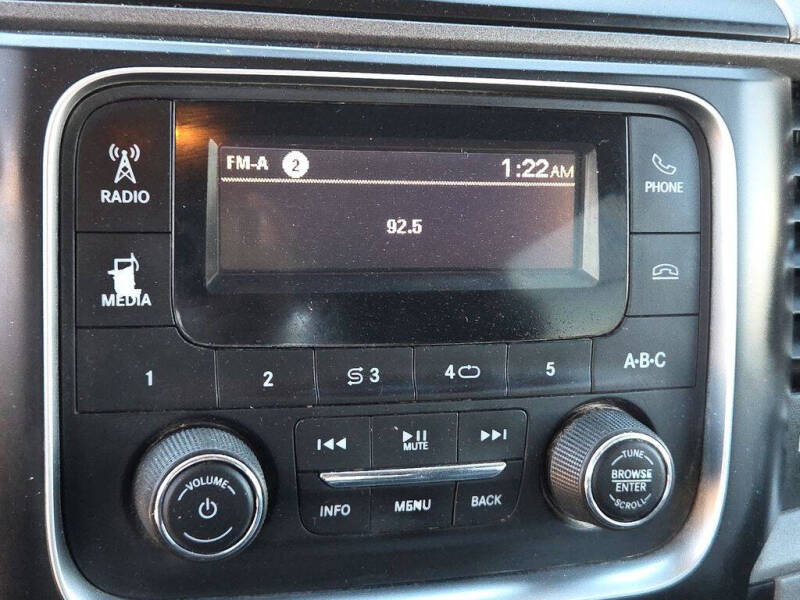 FM-A 2 1:22AM
92.5
RADIO
PHONE
MEDIA
1 2 3 4 5 A·B·C
MUTE
INFO MENU BACK
VOLUME
TUNE
BROWSE
ENTER
SCROLL